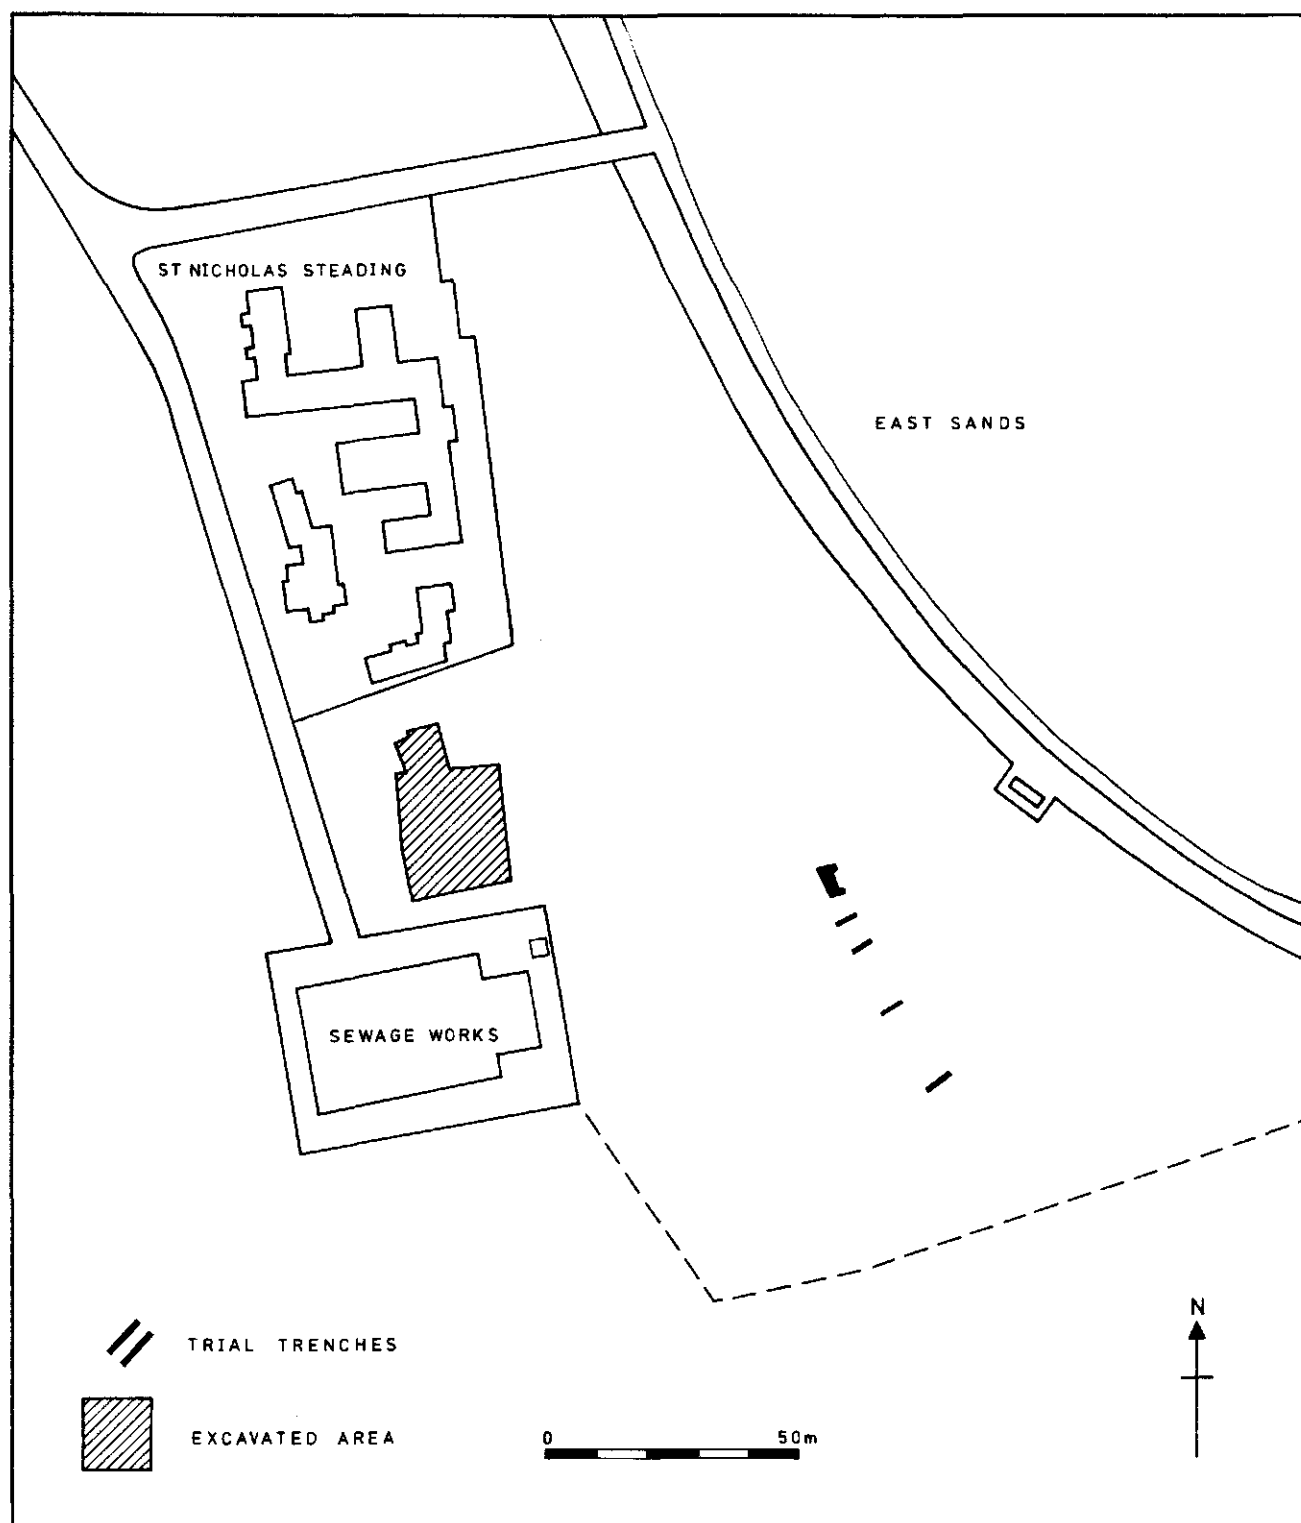 ST NICHOLAS STEADING
EAST SANDS
SEWAGE WORKS
N
TRIAL TRENCHES
EXCAVATED AREA
0 50m